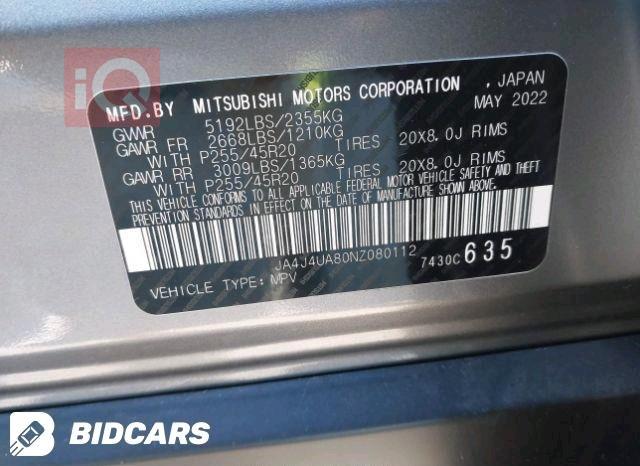 iQ
MFD.BY MITSUBISHI MOTORS CORPORATION , JAPAN
GVWR 5192LBS/2355KG MAY 2022
GAWR FR 2668LBS/1210KG
WITH P255/45R20 TIRES 20X8.0J RIMS
GAWR RR 3009LBS/1365KG
WITH P255/45R20 TIRES 20X8.0J RIMS
THIS VEHICLE CONFORMS TO ALL APPLICABLE FEDERAL MOTOR VEHICLE SAFETY AND THEFT
PREVENTION STANDARDS IN EFFECT ON THE DATE OF MANUFACTURE SHOWN ABOVE.
JA4J4UA80NZ080112 7430C 635
VEHICLE TYPE: MPV
BIDCARS